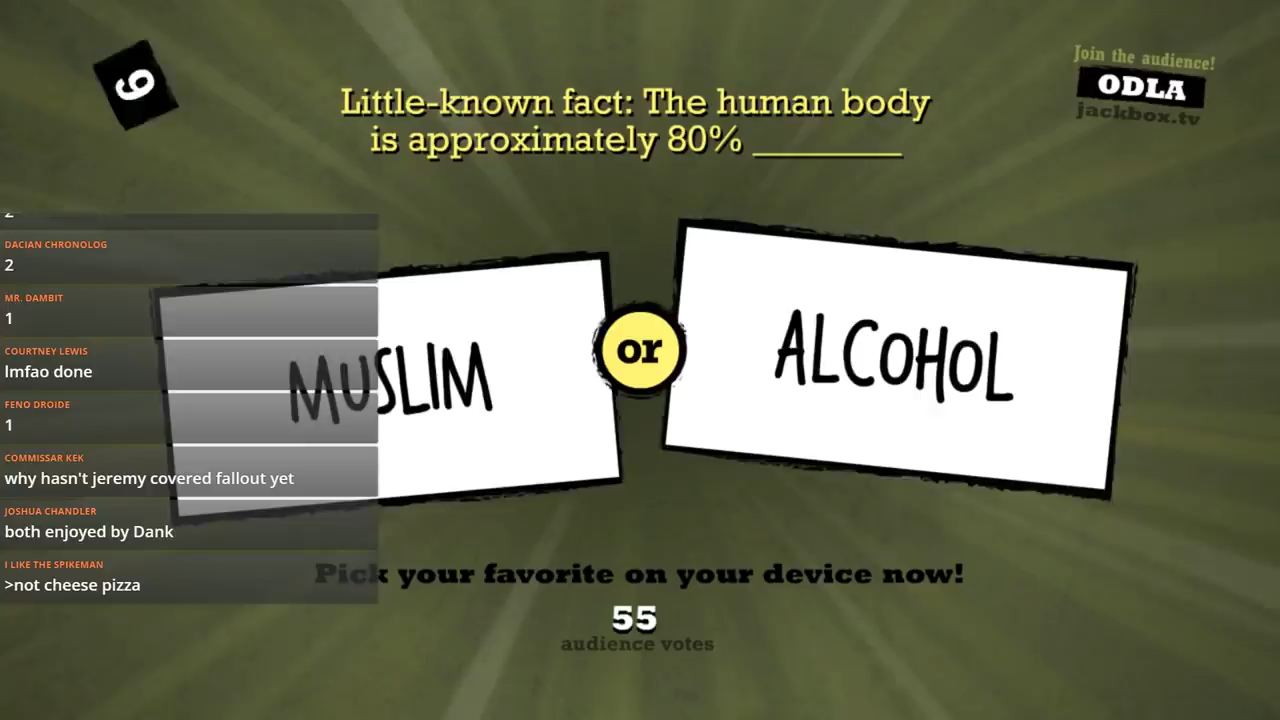 6
Join the audience!
ODLA
jackbox.tv
Little-known fact: The human body
is approximately 80% ________
2
DACIAN CHRONOLOG
2
MR. DAMBIT
1
COURTNEY LEWIS
lmfao done
FENO DROIDE
1
COMMISSAR KEK
why hasn't jeremy covered fallout yet
JOSHUA CHANDLER
both enjoyed by Dank
I LIKE THE SPIKEMAN
>not cheese pizza
MUSLIM
or
ALCOHOL
Pick your favorite on your device now!
55
audience votes